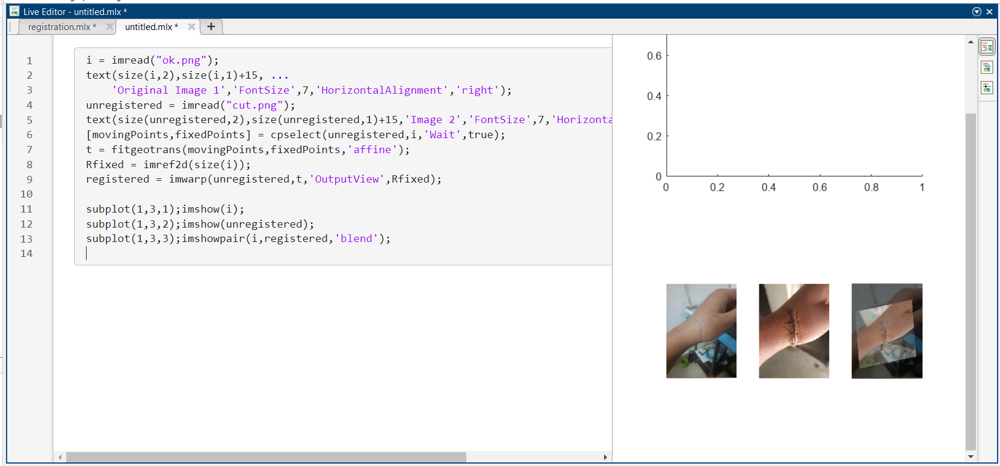 Live Editor - untitled.mlx *
registration.mlx *
untitled.mlx *
1 i = imread("ok.png");
2 text(size(i,2),size(i,1)+15, ...
3 'Original Image 1','FontSize',7,'HorizontalAlignment','right');
4 unregistered = imread("cut.png");
5 text(size(unregistered,2),size(unregistered,1)+15,'Image 2','FontSize',7,'Horizonta
6 [movingPoints,fixedPoints] = cpselect(unregistered,i,'Wait',true);
7 t = fitgeotrans(movingPoints,fixedPoints,'affine');
8 Rfixed = imref2d(size(i));
9 registered = imwarp(unregistered,t,'OutputView',Rfixed);
10
11 subplot(1,3,1);imshow(i);
12 subplot(1,3,2);imshow(unregistered);
13 subplot(1,3,3);imshowpair(i,registered,'blend');
14
0.6
0.4
0.2
0
0 0.2 0.4 0.6 0.8 1